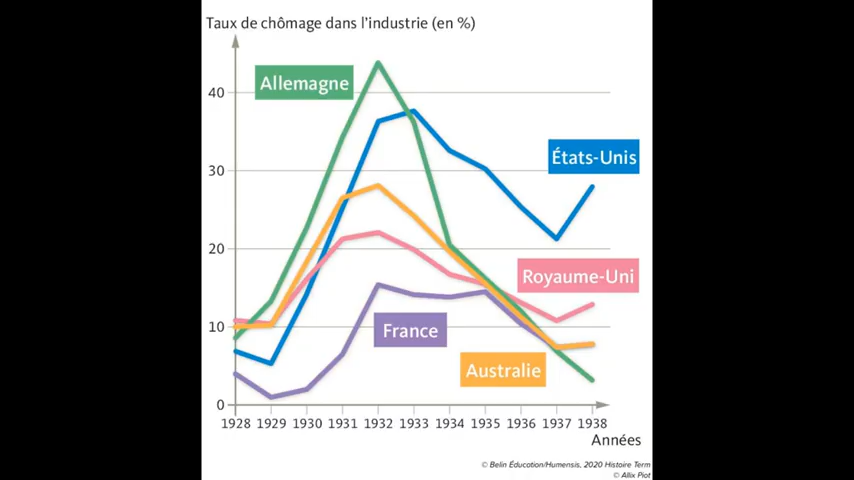 Taux de chômage dans l'industrie (en %)
Allemagne
40
États-Unis
30
20
Royaume-Uni
France
10
Australie
0
1928 1929 1930 1931 1932 1933 1934 1935 1936 1937 1938
Années
© Belin Éducation/Humensis, 2020 Histoire Term
© Allix Piot